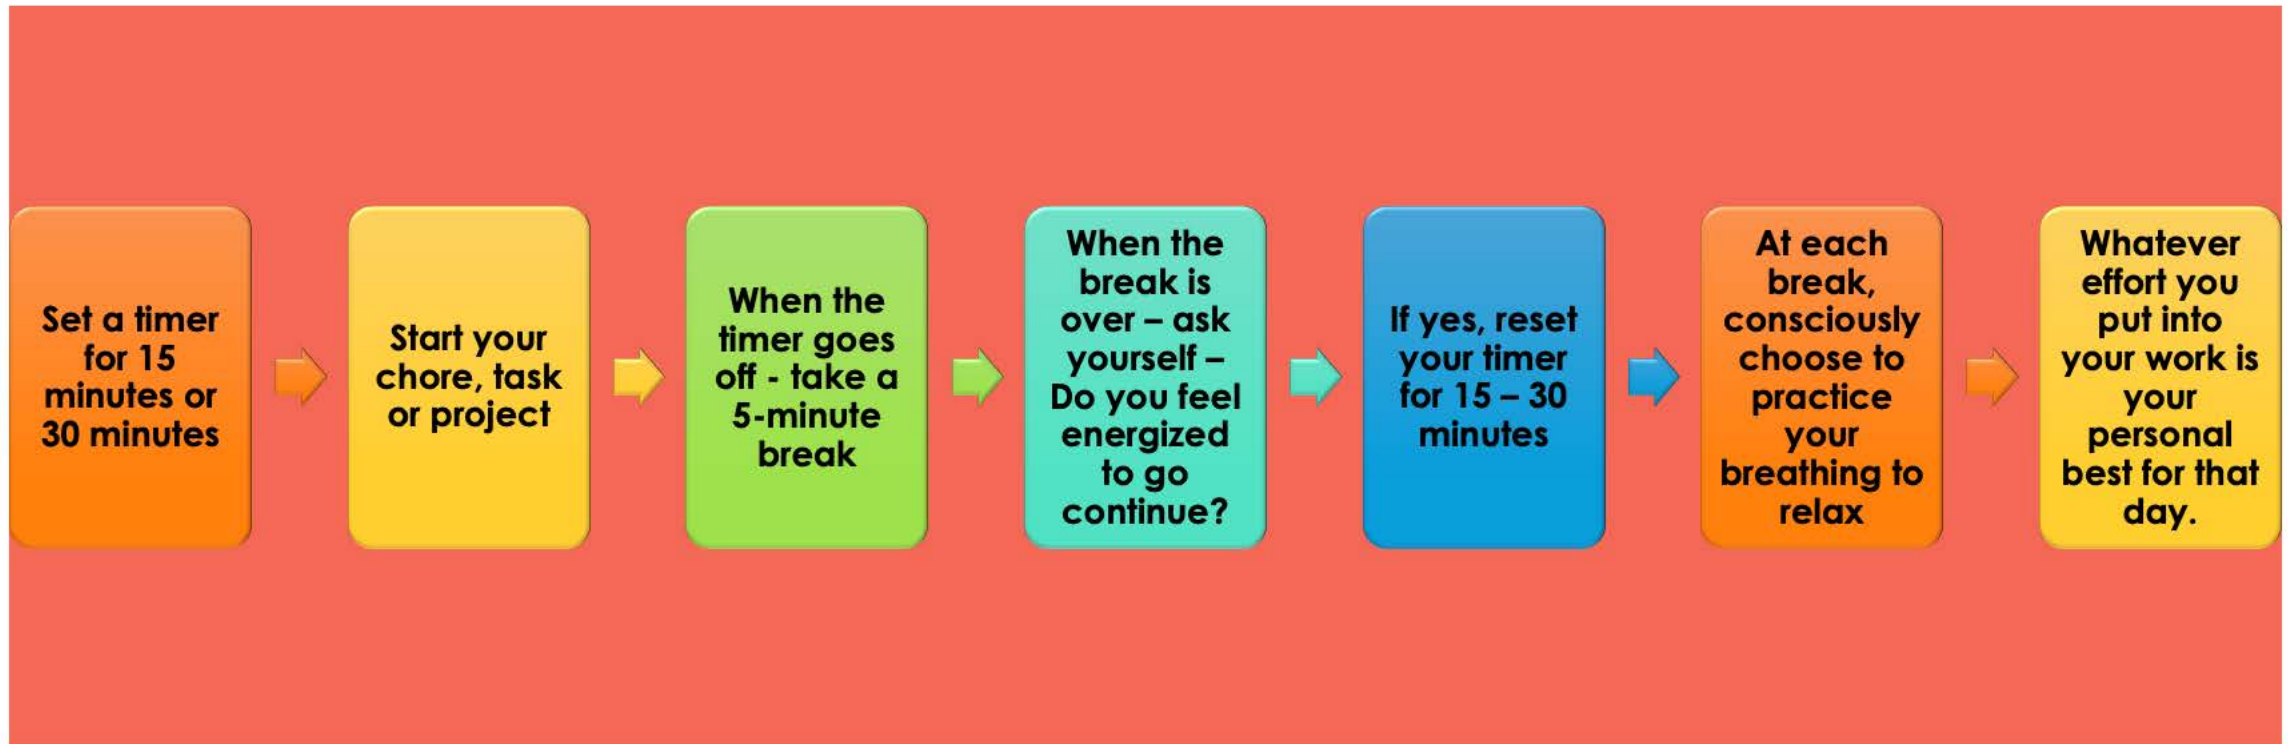 Set a timer
for 15
minutes or
30 minutes
Start your
chore, task
or project
When the
timer goes
off - take a
5-minute
break
When the
break is
over – ask
yourself –
Do you feel
energized
to go
continue?
If yes, reset
your timer
for 15 – 30
minutes
At each
break,
consciously
choose to
practice
your
breathing to
relax
Whatever
effort you
put into
your work is
your
personal
best for that
day.